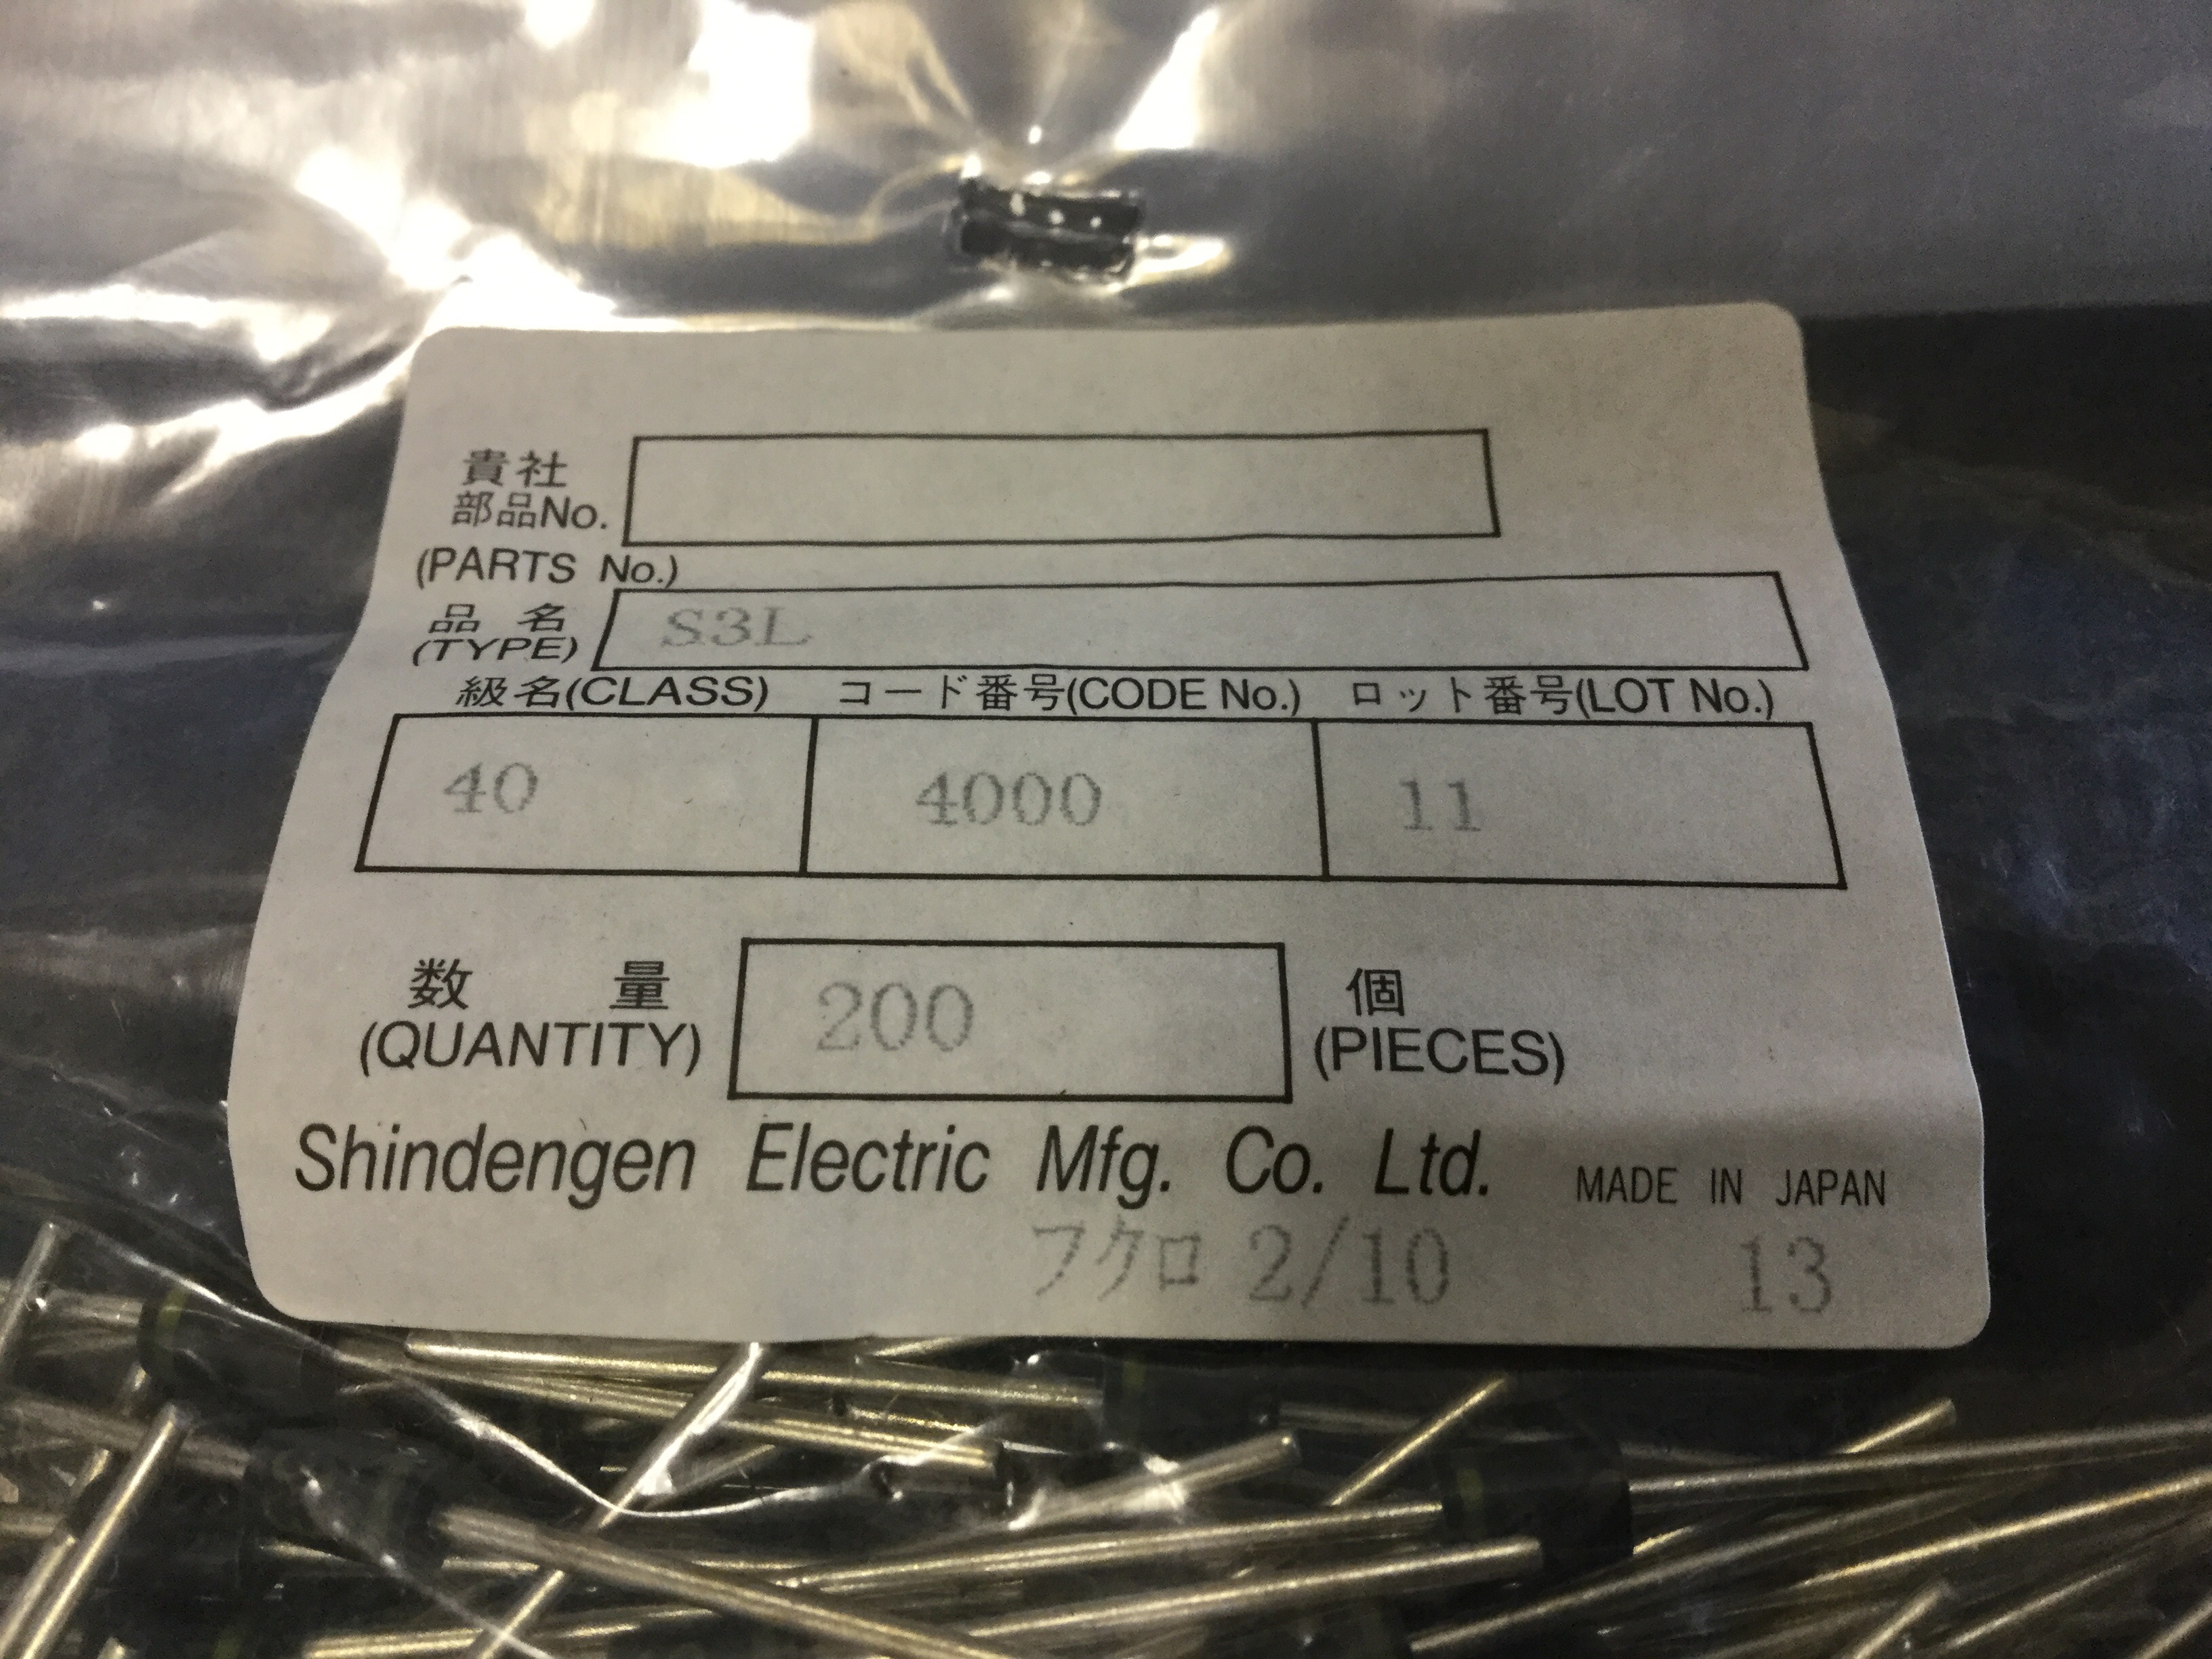 貴社
部品No.
(PARTS No.)
品名 S3L
(TYPE)
級名(CLASS) コード番号(CODE No.) ロット番号(LOT No.)
40 4000 11
数量 200 個
(QUANTITY) (PIECES)
Shindengen Electric Mfg. Co. Ltd. MADE IN JAPAN
フクロ 2/10 13